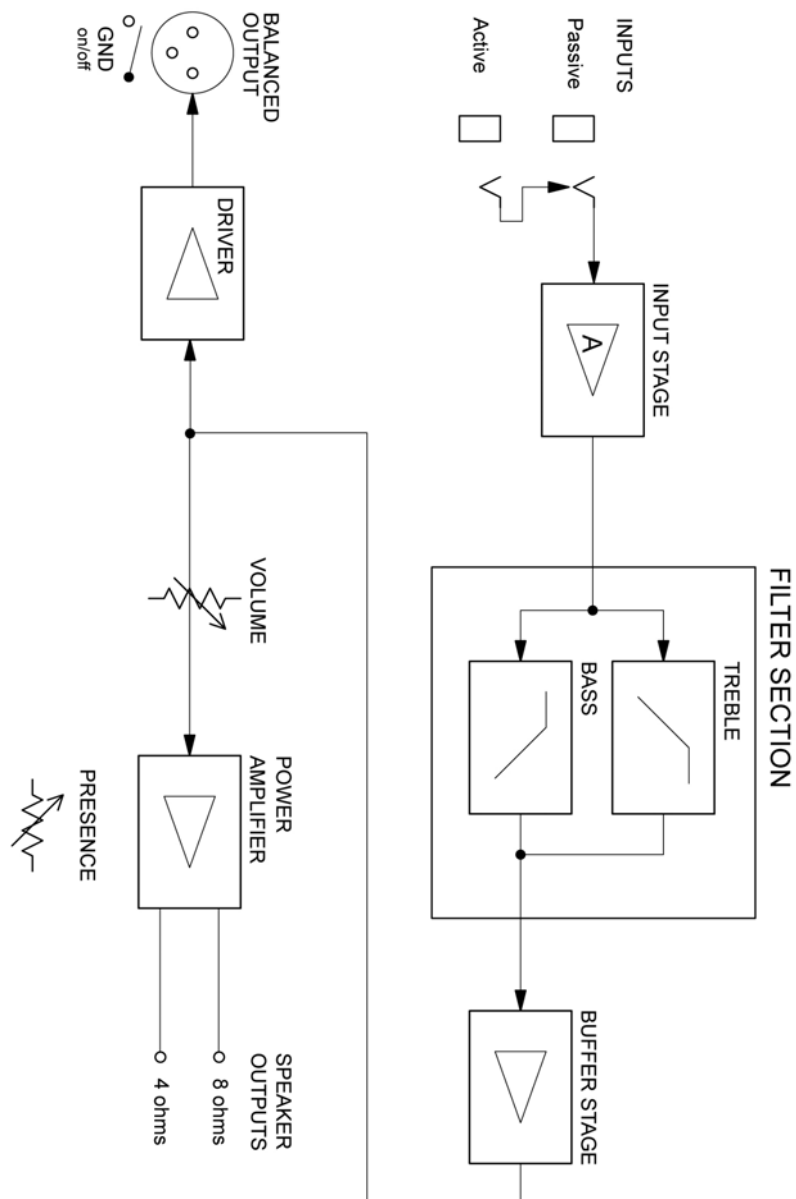 INPUTS
Passive
Active
INPUT STAGE
A
FILTER SECTION
TREBLE
BASS
BUFFER STAGE
BALANCED
OUTPUT
GND
on/off
DRIVER
VOLUME
POWER
AMPLIFIER
PRESENCE
SPEAKER
OUTPUTS
8 ohms
4 ohms